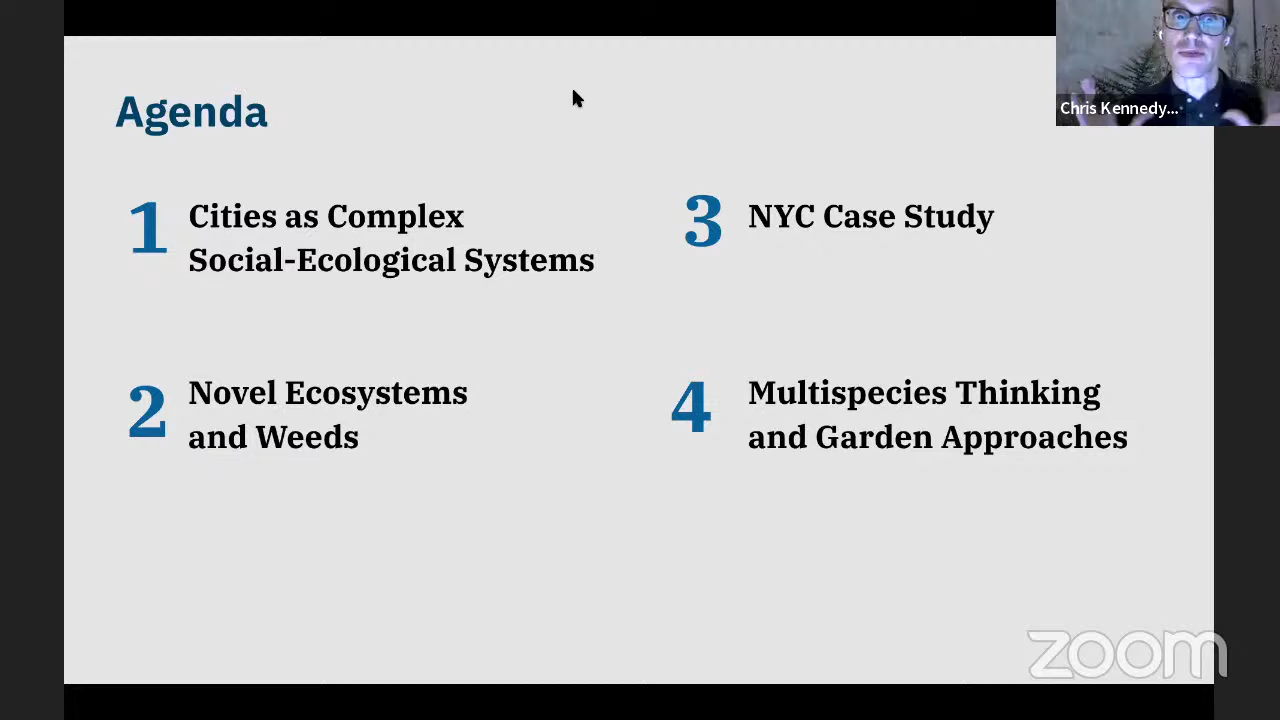 Agenda
Chris Kennedy...
1 Cities as Complex
Social-Ecological Systems
2 Novel Ecosystems
and Weeds
3 NYC Case Study
4 Multispecies Thinking
and Garden Approaches
zoom